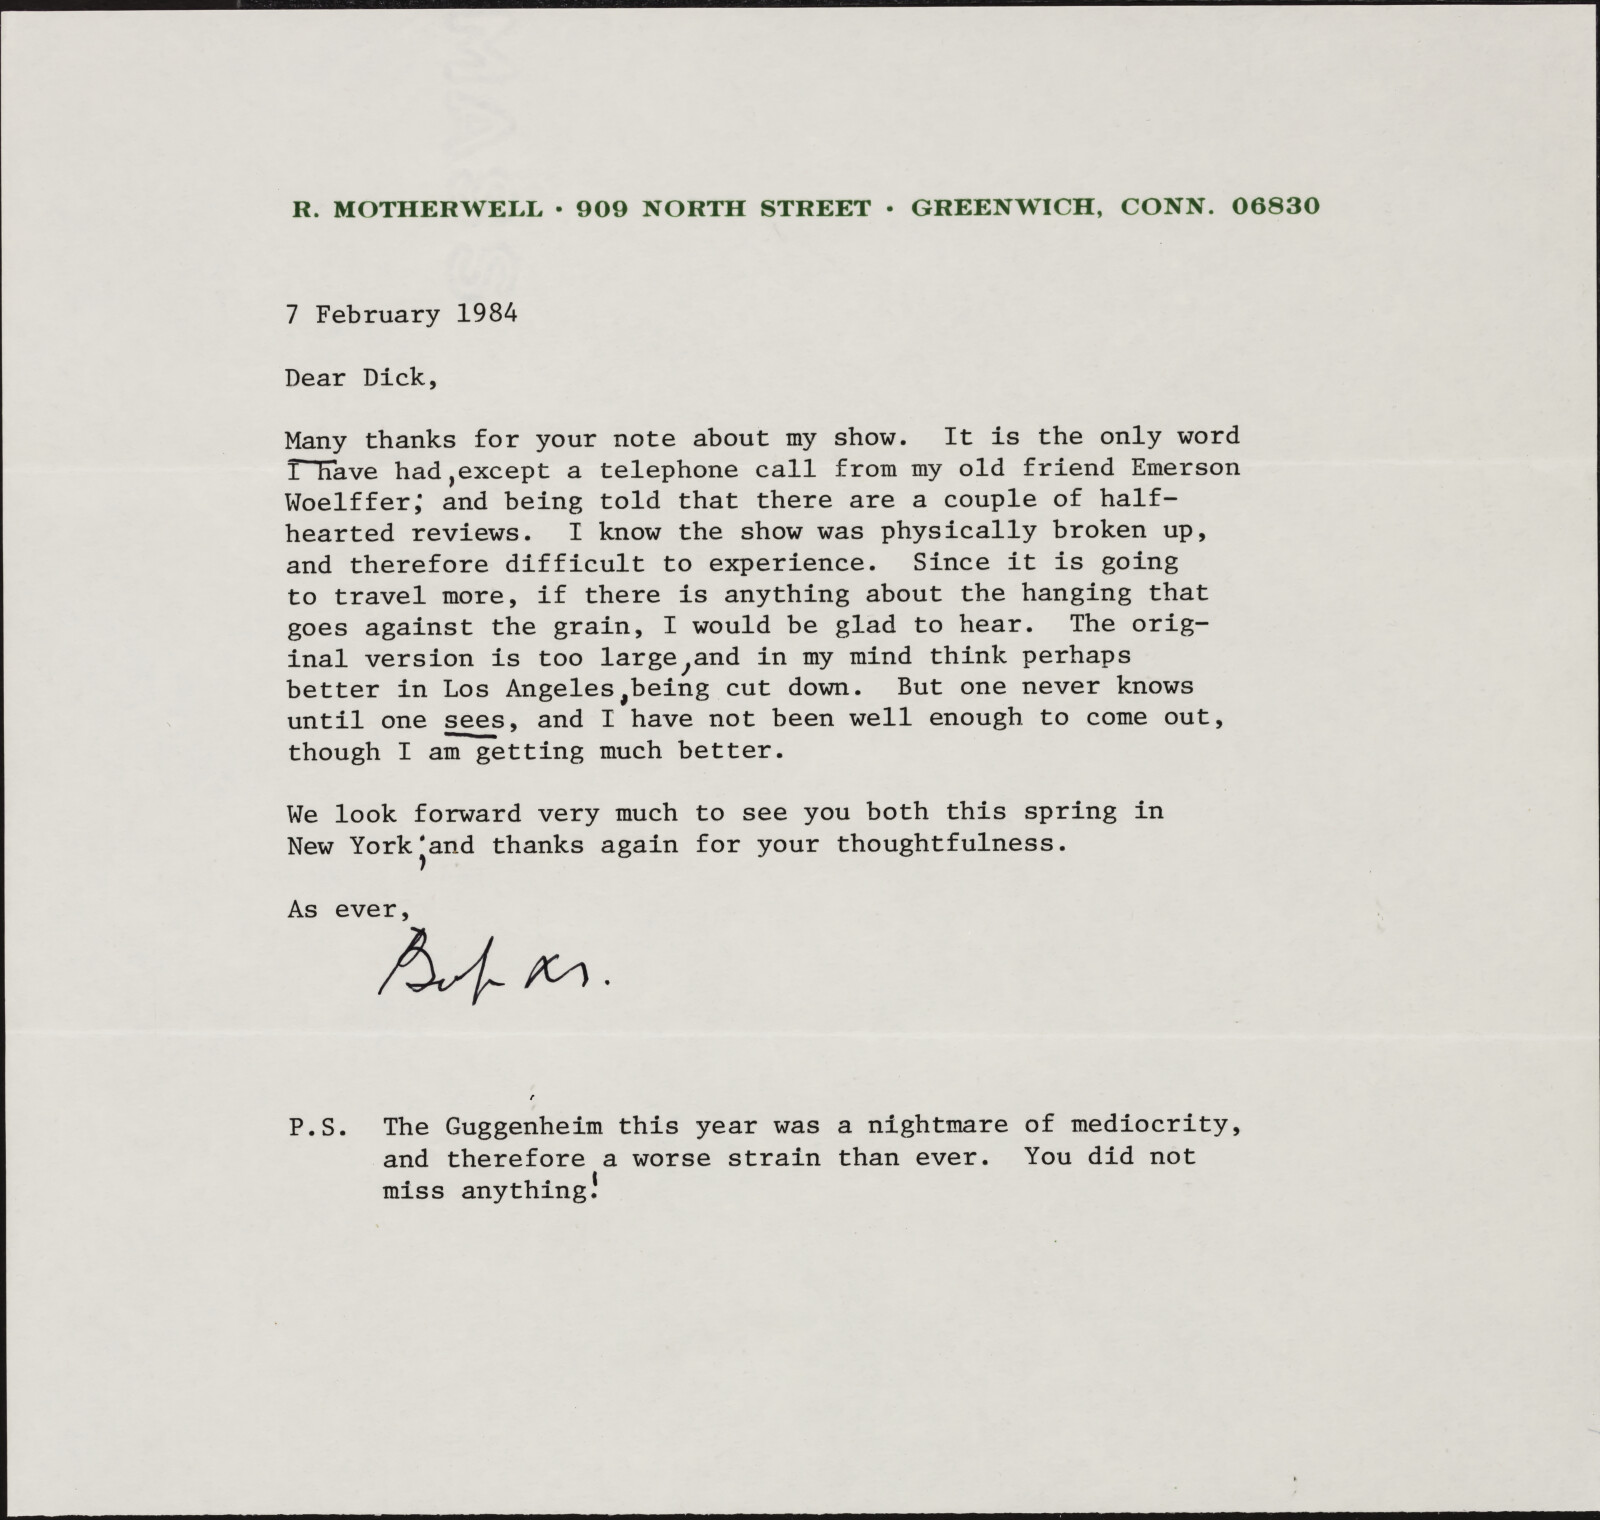 R. MOTHERWELL · 909 NORTH STREET · GREENWICH, CONN. 06830
7 February 1984
Dear Dick,
Many thanks for your note about my show. It is the only word
I have had, except a telephone call from my old friend Emerson
Woelffer; and being told that there are a couple of half-
hearted reviews. I know the show was physically broken up,
and therefore difficult to experience. Since it is going
to travel more, if there is anything about the hanging that
goes against the grain, I would be glad to hear. The orig-
inal version is too large, and in my mind think perhaps
better in Los Angeles, being cut down. But one never knows
until one sees, and I have not been well enough to come out,
though I am getting much better.
We look forward very much to see you both this spring in
New York; and thanks again for your thoughtfulness.
As ever,
Bob
P.S. The Guggenheim this year was a nightmare of mediocrity,
and therefore a worse strain than ever. You did not
miss anything!